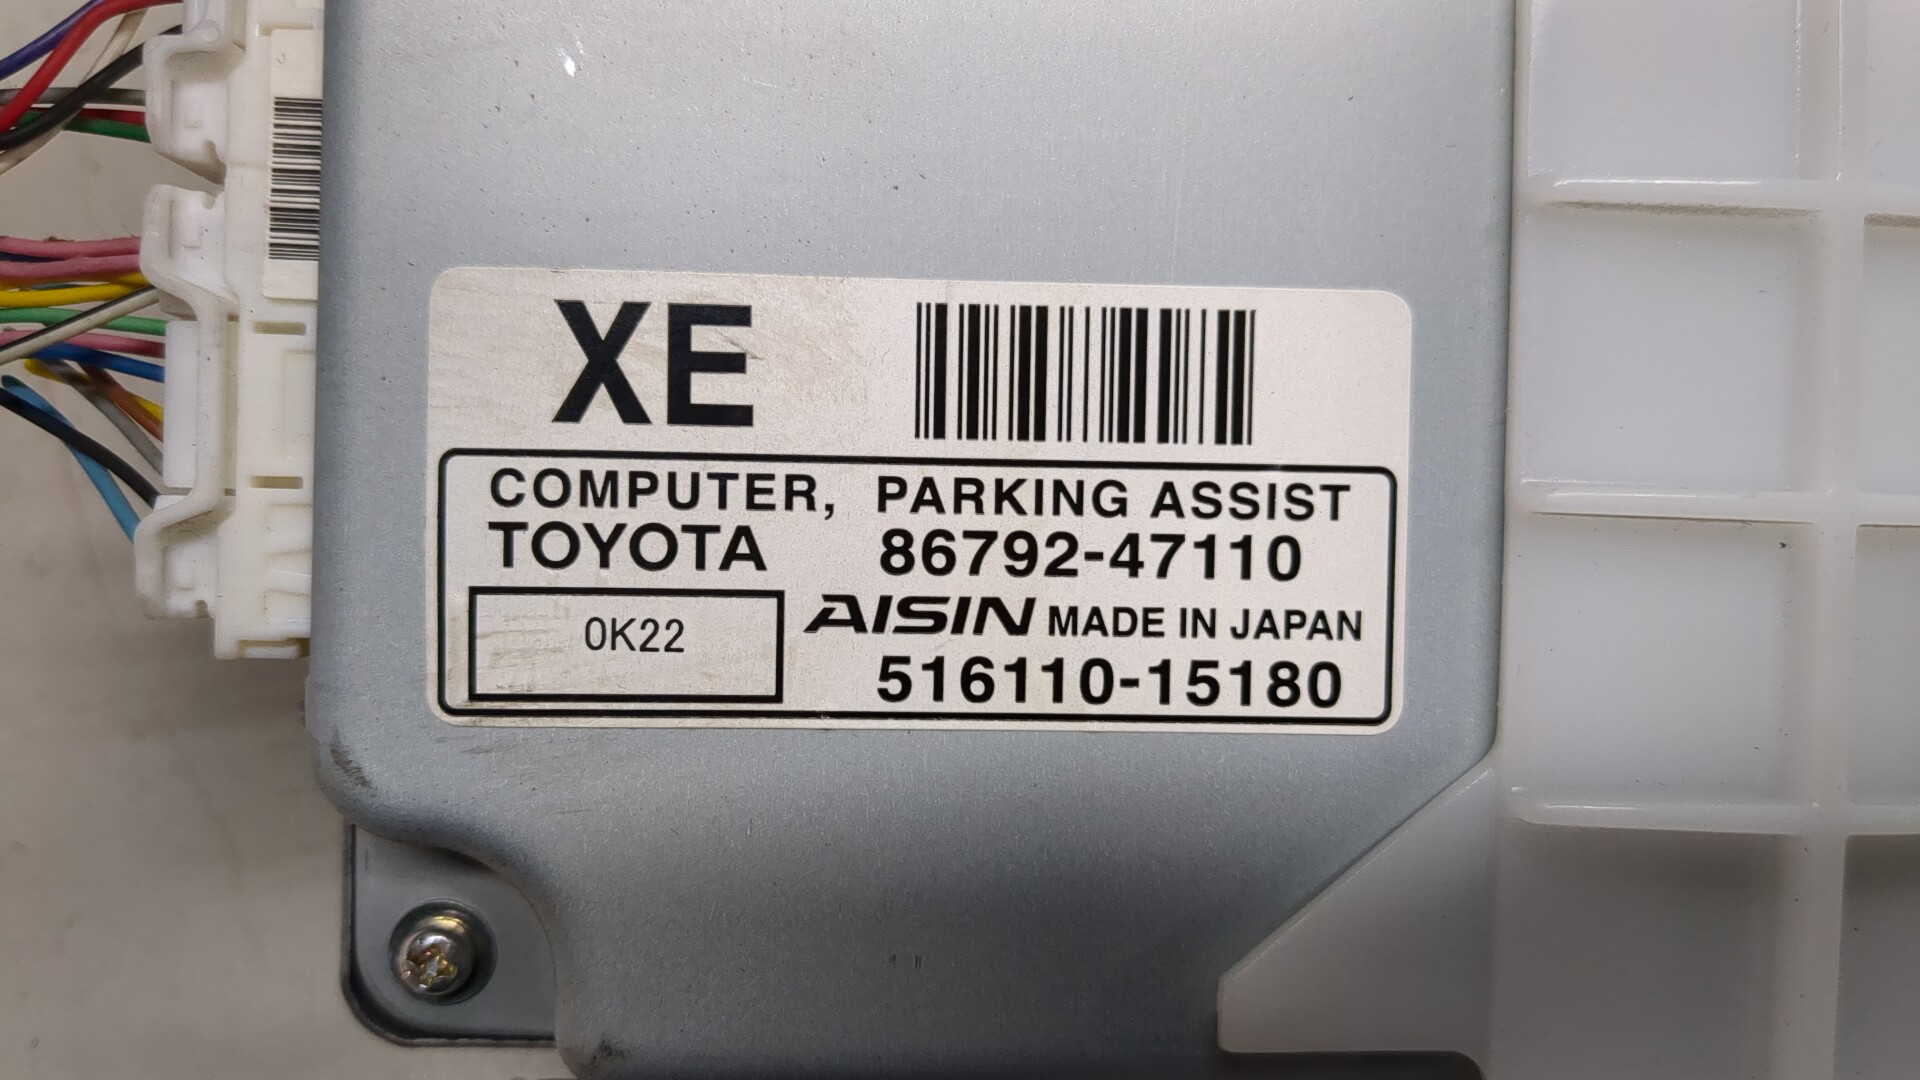 XE
COMPUTER, PARKING ASSIST
TOYOTA 86792-47110
0K22 AISIN MADE IN JAPAN
516110-15180